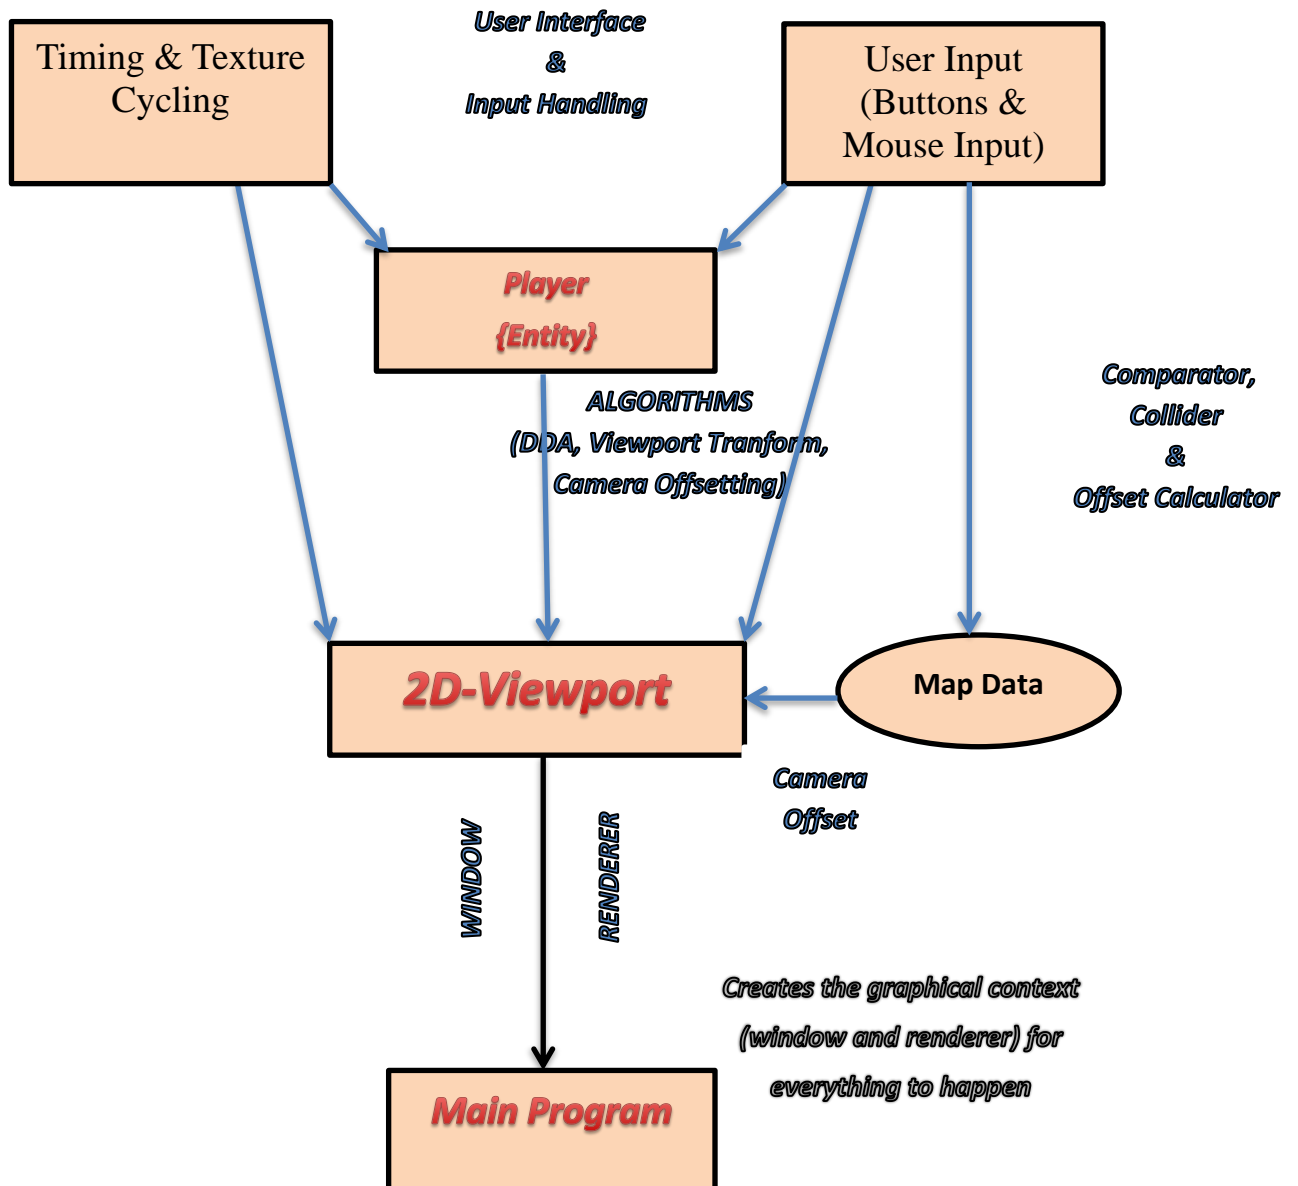 Timing & Texture
Cycling
User Interface
&
Input Handling
User Input
(Buttons &
Mouse Input)
Player
{Entity}
ALGORITHMS
(DDA, Viewport Tranform,
Camera Offsetting)
Comparator,
Collider
&
Offset Calculator
2D-Viewport
Map Data
Camera
Offset
WINDOW
RENDERER
Creates the graphical context
(window and renderer) for
everything to happen
Main Program